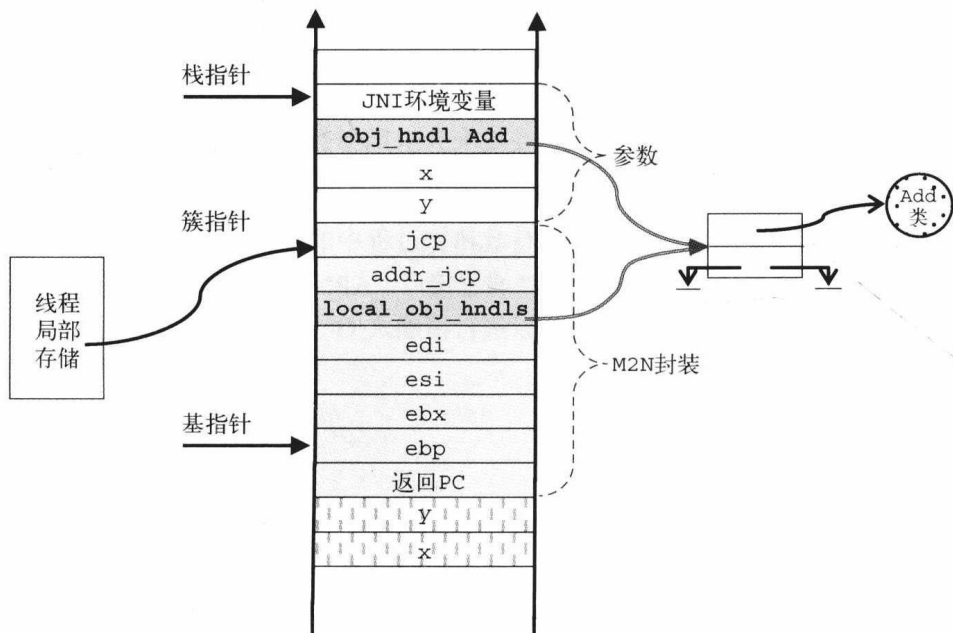 栈指针
JNI环境变量
obj_hndl Add
x
y
参数
簇指针
jcp
addr_jcp
local_obj_hndls
edi
esi
ebx
ebp
返回PC
y
x
线程
局部
存储
基指针
M2N封装
Add
类